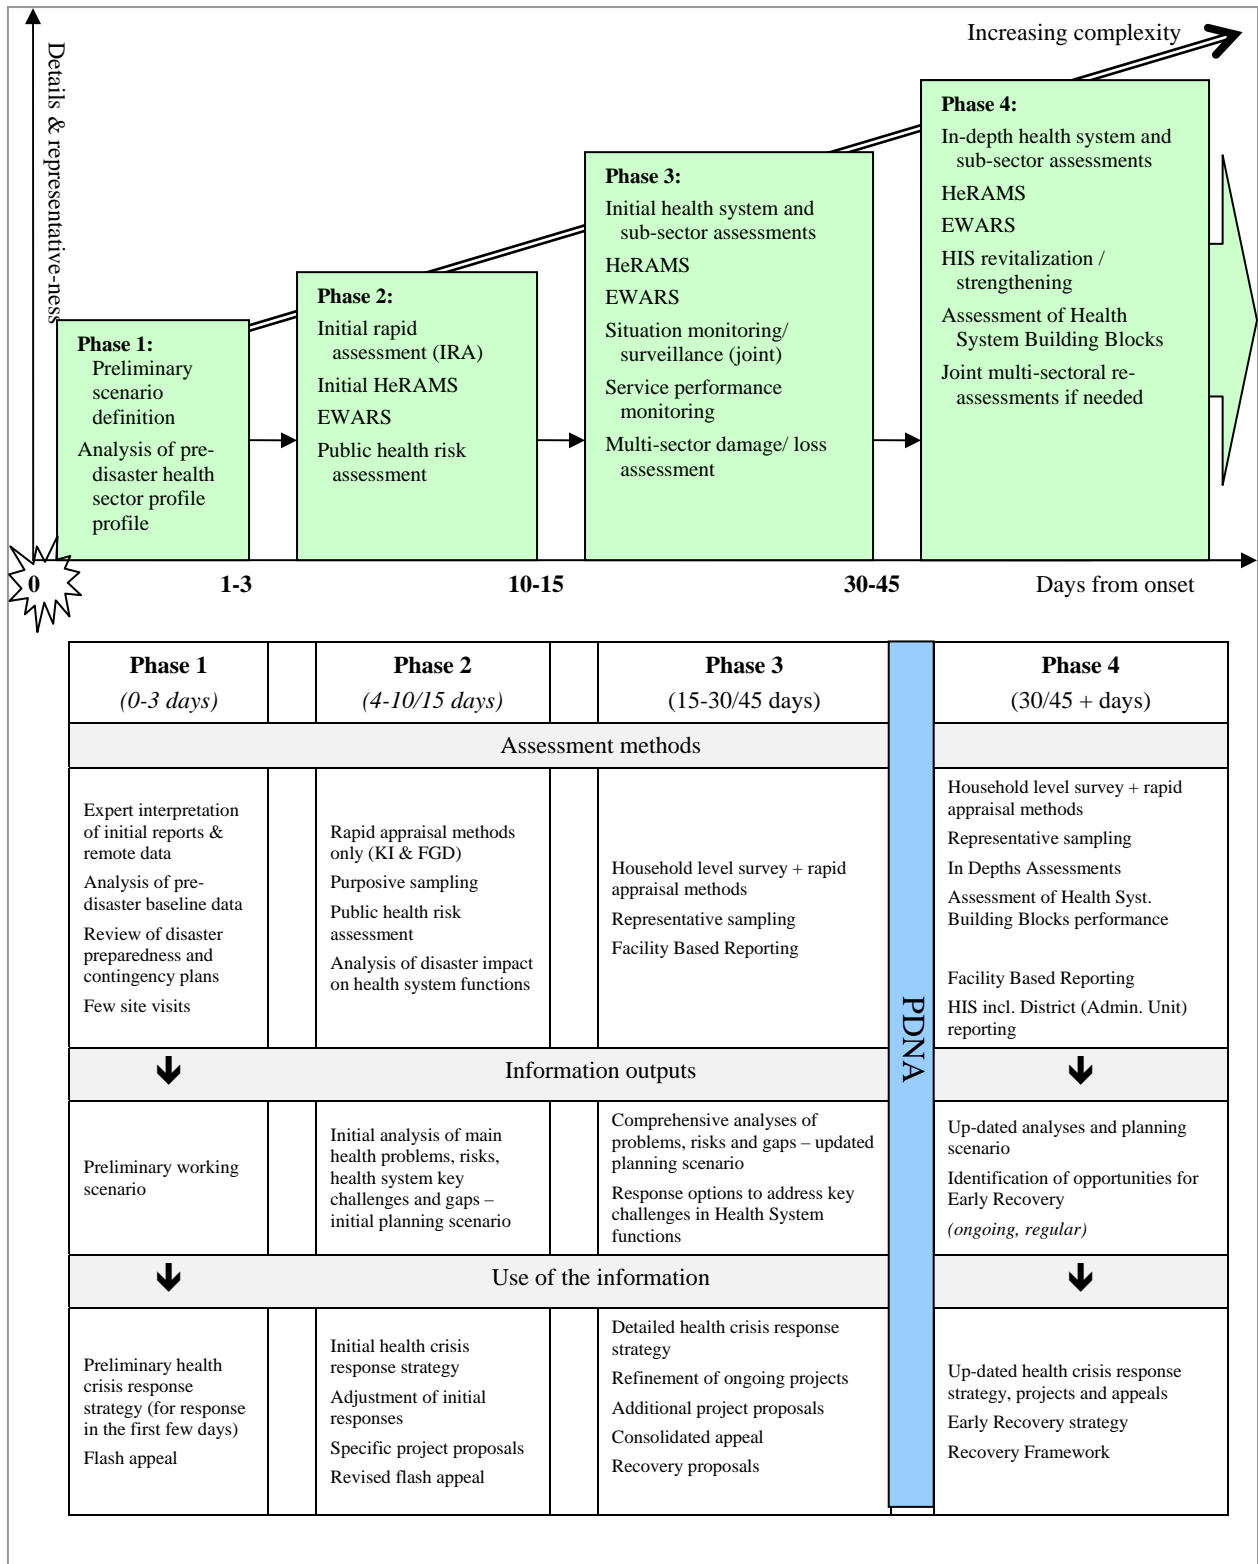 Increasing complexity
Details & representative-ness
Phase 1:
Preliminary
scenario
definition
Analysis of pre-
disaster health
sector profile
profile
Phase 2:
Initial rapid
assessment (IRA)
Initial HeRAMS
EWARS
Public health risk
assessment
Phase 3:
Initial health system and
sub-sector assessments
HeRAMS
EWARS
Situation monitoring/
surveillance (joint)
Service performance
monitoring
Multi-sector damage/ loss
assessment
Phase 4:
In-depth health system and
sub-sector assessments
HeRAMS
EWARS
HIS revitalization /
strengthening
Assessment of Health
System Building Blocks
Joint multi-sectoral re-
assessments if needed
0
1-3
10-15
30-45
Days from onset
Phase 1
(0-3 days)
Phase 2
(4-10/15 days)
Phase 3
(15-30/45 days)
Phase 4
(30/45 + days)
PDNA
Assessment methods
Expert interpretation
of initial reports &
remote data
Analysis of pre-
disaster baseline data
Review of disaster
preparedness and
contingency plans
Few site visits
Rapid appraisal methods
only (KI & FGD)
Purposive sampling
Public health risk
assessment
Analysis of disaster impact
on health system functions
Household level survey + rapid
appraisal methods
Representative sampling
Facility Based Reporting
Household level survey + rapid
appraisal methods
Representative sampling
In Depths Assessments
Assessment of Health Syst.
Building Blocks performance
Facility Based Reporting
HIS incl. District (Admin. Unit)
reporting
Information outputs
Preliminary working
scenario
Initial analysis of main
health problems, risks,
health system key
challenges and gaps –
initial planning scenario
Comprehensive analyses of
problems, risks and gaps – updated
planning scenario
Response options to address key
challenges in Health System
functions
Up-dated analyses and planning
scenario
Identification of opportunities for
Early Recovery
(ongoing, regular)
Use of the information
Preliminary health
crisis response
strategy (for response
in the first few days)
Flash appeal
Initial health crisis
response strategy
Adjustment of initial
responses
Specific project proposals
Revised flash appeal
Detailed health crisis response
strategy
Refinement of ongoing projects
Additional project proposals
Consolidated appeal
Recovery proposals
Up-dated health crisis response
strategy, projects and appeals
Early Recovery strategy
Recovery Framework